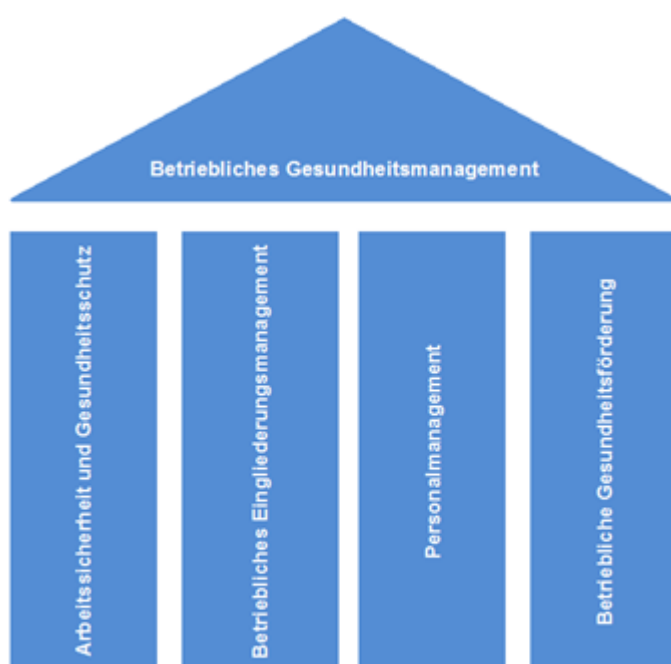 Betriebliches Gesundheitsmanagement
Arbeitssicherheit und Gesundheitsschutz
Betriebliches Eingliederungsmanagement
Personalmanagement
Betriebliche Gesundheitsförderung